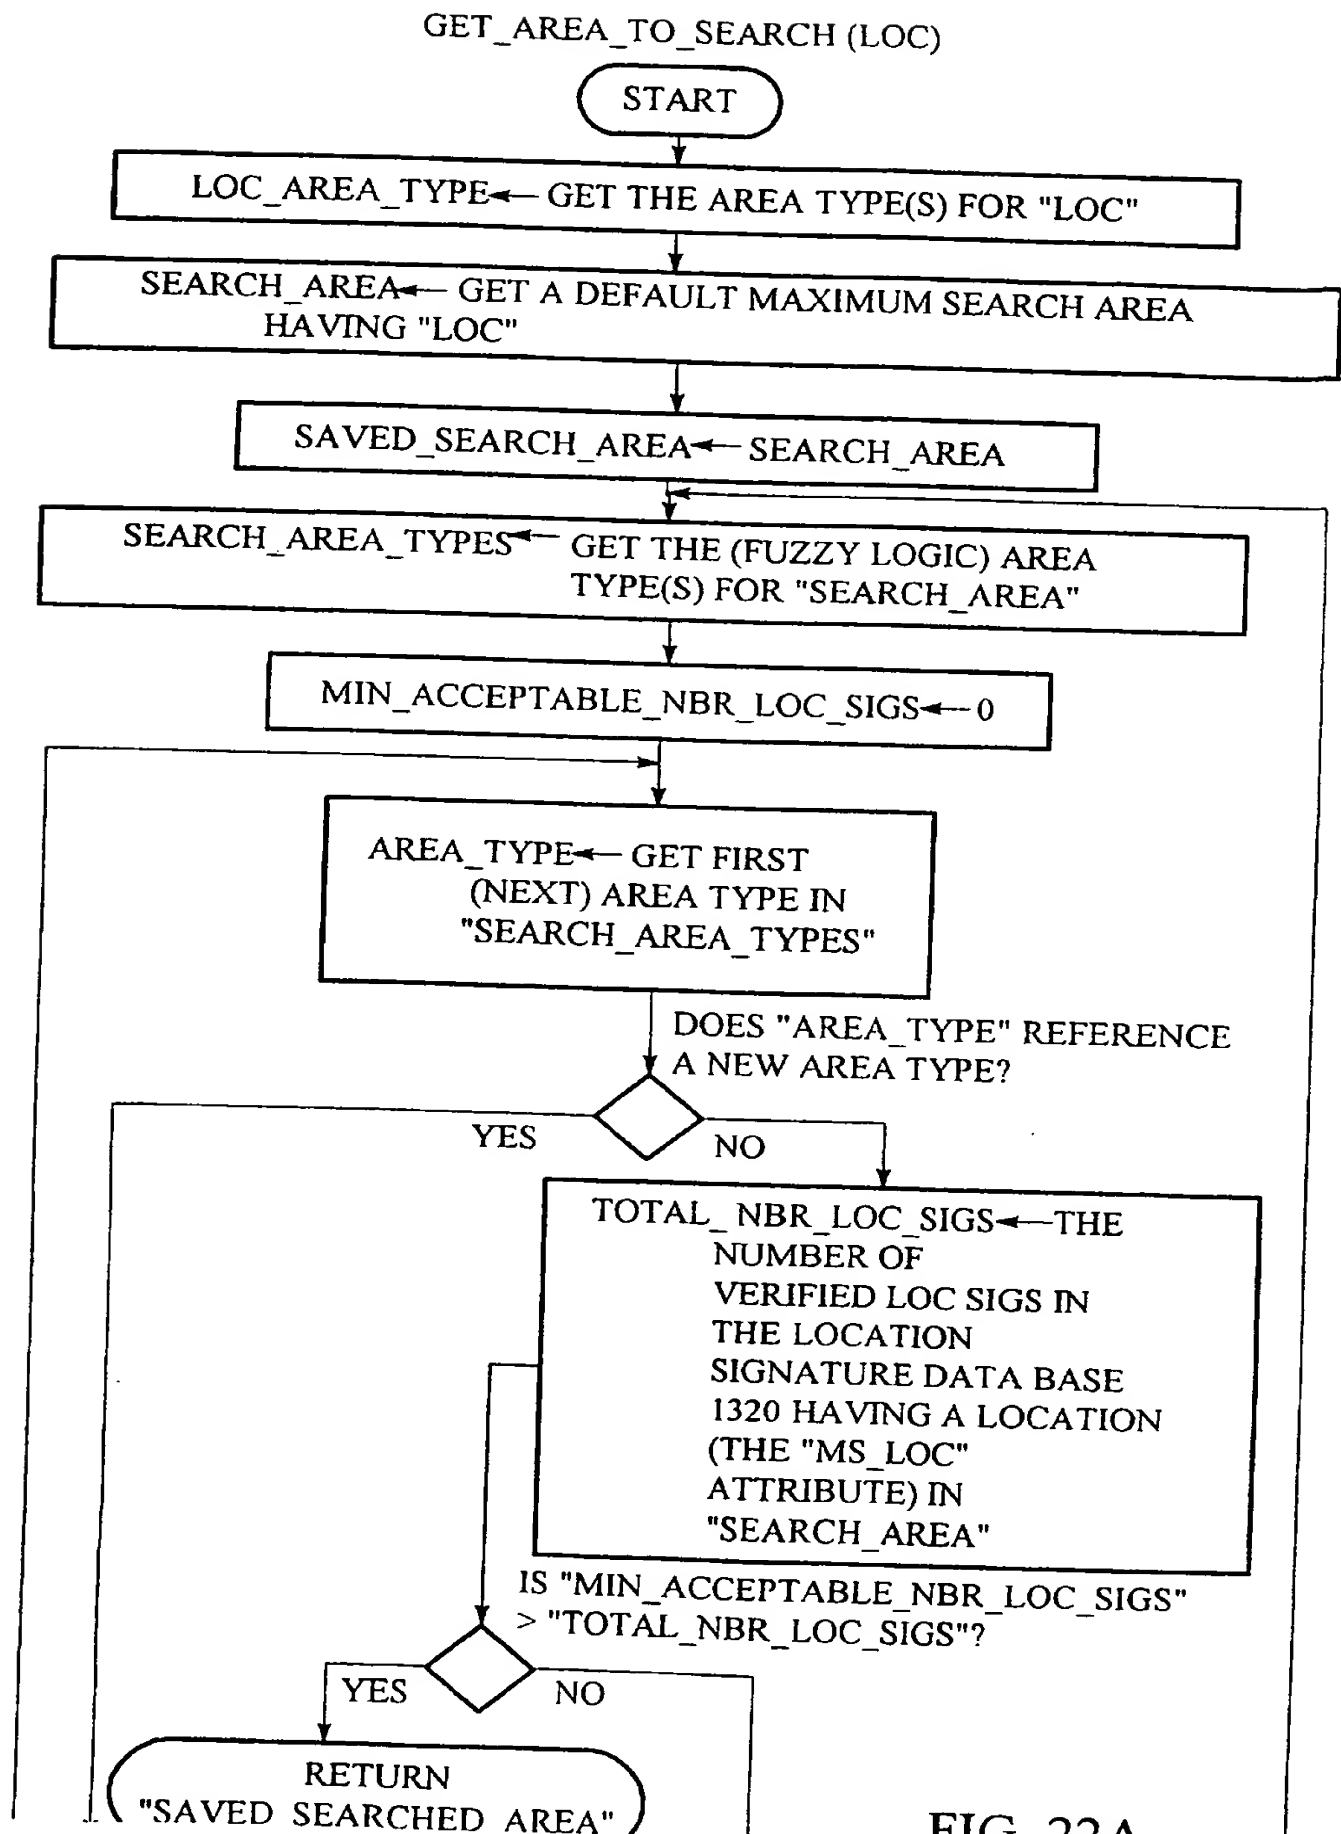 GET_AREA_TO_SEARCH (LOC)
START
LOC_AREA_TYPE← GET THE AREA TYPE(S) FOR "LOC"
SEARCH_AREA← GET A DEFAULT MAXIMUM SEARCH AREA
HAVING "LOC"
SAVED_SEARCH_AREA← SEARCH_AREA
SEARCH_AREA_TYPES← GET THE (FUZZY LOGIC) AREA
TYPE(S) FOR "SEARCH_AREA"
MIN_ACCEPTABLE_NBR_LOC_SIGS←0
AREA_TYPE← GET FIRST
(NEXT) AREA TYPE IN
"SEARCH_AREA_TYPES"
DOES "AREA_TYPE" REFERENCE
A NEW AREA TYPE?
YES
NO
TOTAL_ NBR_LOC_SIGS←THE
NUMBER OF
VERIFIED LOC SIGS IN
THE LOCATION
SIGNATURE DATA BASE
1320 HAVING A LOCATION
(THE "MS_LOC"
ATTRIBUTE) IN
"SEARCH_AREA"
IS "MIN_ACCEPTABLE_NBR_LOC_SIGS"
> "TOTAL_NBR_LOC_SIGS"?
YES
NO
RETURN
"SAVED_SEARCHED_AREA"
FIG. 22A